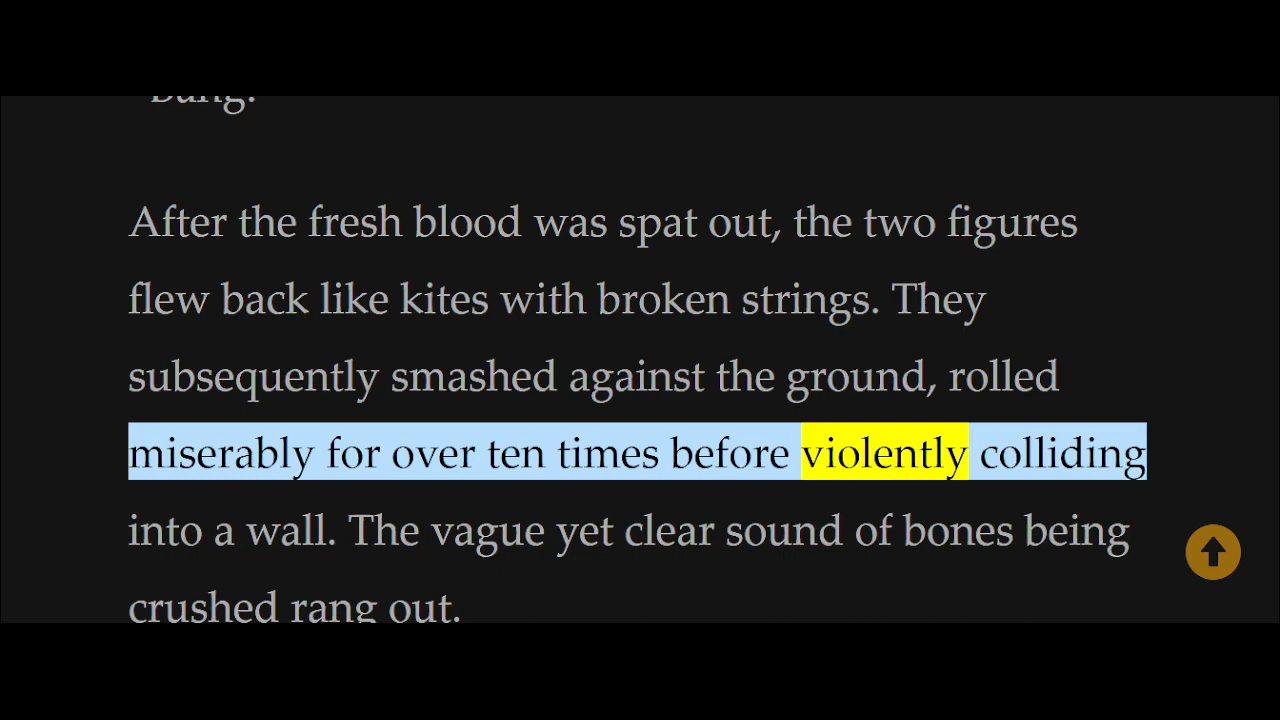 After the fresh blood was spat out, the two figures
flew back like kites with broken strings. They
subsequently smashed against the ground, rolled
miserably for over ten times before violently colliding
into a wall. The vague yet clear sound of bones being
crushed rang out.